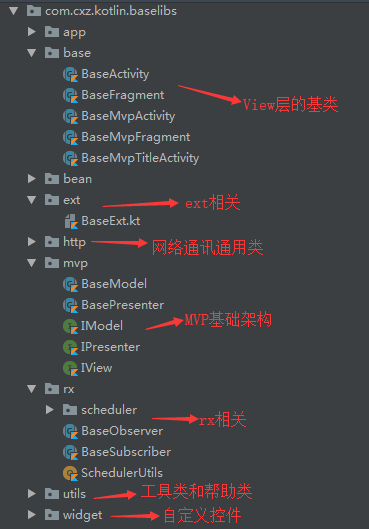 com.cxz.kotlin.baselibs
app
base
BaseActivity
BaseFragment
View层的基类
BaseMvpActivity
BaseMvpFragment
BaseMvpTitleActivity
bean
ext
ext相关
BaseExt.kt
http
网络通讯通用类
mvp
BaseModel
BasePresenter
IModel
MVP基础架构
IPresenter
IView
rx
scheduler
rx相关
BaseObserver
BaseSubscriber
SchedulerUtils
utils
工具类和帮助类
widget
自定义控件